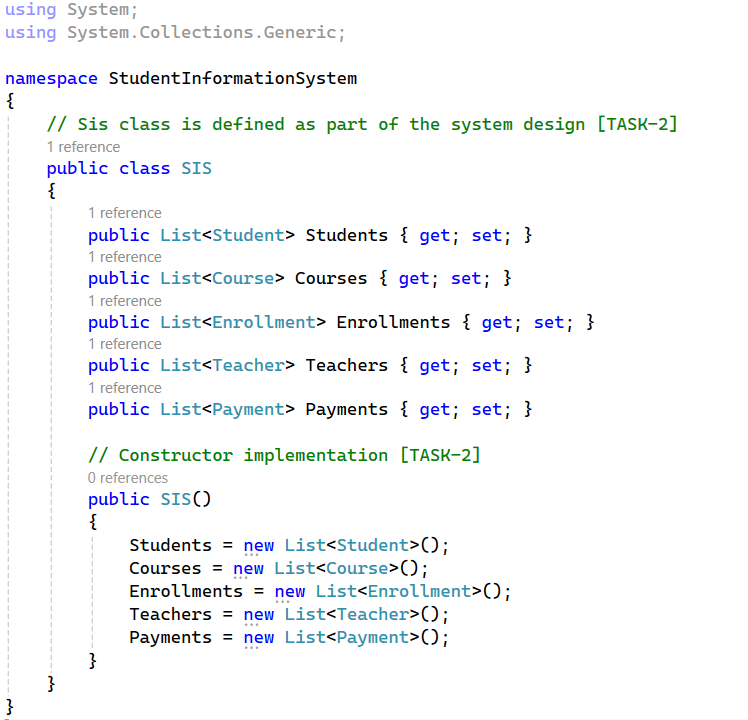 using System;
using System.Collections.Generic;
namespace StudentInformationSystem
{
// Sis class is defined as part of the system design [TASK-2]
1 reference
public class SIS
{
1 reference
public List<Student> Students { get; set; }
1 reference
public List<Course> Courses { get; set; }
1 reference
public List<Enrollment> Enrollments { get; set; }
1 reference
public List<Teacher> Teachers { get; set; }
1 reference
public List<Payment> Payments { get; set; }
// Constructor implementation [TASK-2]
0 references
public SIS()
{
Students = new List<Student>();
Courses = new List<Course>();
Enrollments = new List<Enrollment>();
Teachers = new List<Teacher>();
Payments = new List<Payment>();
}
}
}